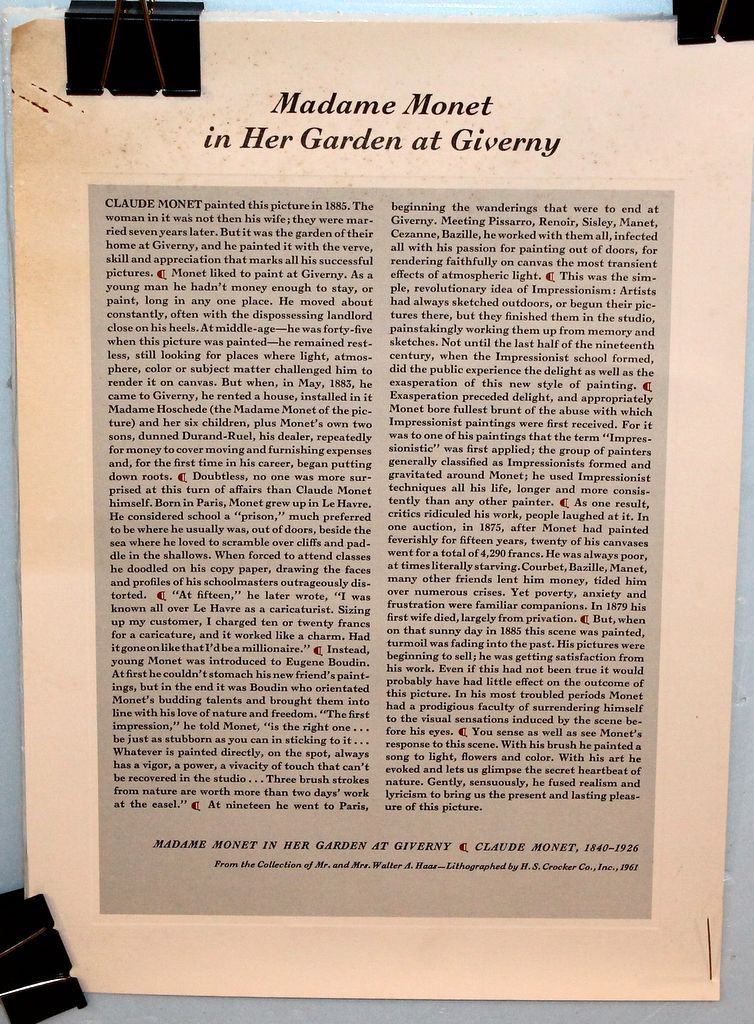 Madame Monet
in Her Garden at Giverny
CLAUDE MONET painted this picture in 1885. The
woman in it was not then his wife; they were mar-
ried seven years later. But it was the garden of their
home at Giverny, and he painted it with the verve,
skill and appreciation that marks all his successful
pictures. ¶ Monet liked to paint at Giverny. As a
young man he hadn't money enough to stay, or
paint, long in any one place. He moved about
constantly, often with the dispossessing landlord
close on his heels. At middle-age—he was forty-five
when this picture was painted—he remained rest-
less, still looking for places where light, atmos-
phere, color or subject matter challenged him to
render it on canvas. But when, in May, 1883, he
came to Giverny, he rented a house, installed in it
Madame Hoschede (the Madame Monet of the pic-
ture) and her six children, plus Monet's own two
sons, dunned Durand-Ruel, his dealer, repeatedly
for money to cover moving and furnishing expenses
and, for the first time in his career, began putting
down roots. ¶ Doubtless, no one was more sur-
prised at this turn of affairs than Claude Monet
himself. Born in Paris, Monet grew up in Le Havre.
He considered school a "prison," much preferred
to be where he usually was, out of doors, beside the
sea where he loved to scramble over cliffs and pad-
dle in the shallows. When forced to attend classes
he doodled on his copy paper, drawing the faces
and profiles of his schoolmasters outrageously dis-
torted. ¶ "At fifteen," he later wrote, "I was
known all over Le Havre as a caricaturist. Sizing
up my customer, I charged ten or twenty francs
for a caricature, and it worked like a charm. Had
it gone on like that I'd be a millionaire." ¶ Instead,
young Monet was introduced to Eugene Boudin.
At first he couldn't stomach his new friend's paint-
ings, but in the end it was Boudin who orientated
Monet's budding talents and brought them into
line with his love of nature and freedom. "The first
impression," he told Monet, "is the right one . . .
be just as stubborn as you can in sticking to it . . .
Whatever is painted directly, on the spot, always
has a vigor, a power, a vivacity of touch that can't
be recovered in the studio . . . Three brush strokes
from nature are worth more than two days' work
at the easel." ¶ At nineteen he went to Paris,
beginning the wanderings that were to end at
Giverny. Meeting Pissarro, Renoir, Sisley, Manet,
Cezanne, Bazille, he worked with them all, infected
all with his passion for painting out of doors, for
rendering faithfully on canvas the most transient
effects of atmospheric light. ¶ This was the sim-
ple, revolutionary idea of Impressionism: Artists
had always sketched outdoors, or begun their pic-
tures there, but they finished them in the studio,
painstakingly working them up from memory and
sketches. Not until the last half of the nineteenth
century, when the Impressionist school formed,
did the public experience the delight as well as the
exasperation of this new style of painting. ¶
Exasperation preceded delight, and appropriately
Monet bore fullest brunt of the abuse with which
Impressionist paintings were first received. For it
was to one of his paintings that the term "Impres-
sionistic" was first applied; the group of painters
generally classified as Impressionists formed and
gravitated around Monet; he used Impressionist
techniques all his life, longer and more consis-
tently than any other painter. ¶ As one result,
critics ridiculed his work, people laughed at it. In
one auction, in 1875, after Monet had painted
feverishly for fifteen years, twenty of his canvases
went for a total of 4,290 francs. He was always poor,
at times literally starving. Courbet, Bazille, Manet,
many other friends lent him money, tided him
over numerous crises. Yet poverty, anxiety and
frustration were familiar companions. In 1879 his
first wife died, largely from privation. ¶ But, when
on that sunny day in 1885 this scene was painted,
turmoil was fading into the past. His pictures were
beginning to sell; he was getting satisfaction from
his work. Even if this had not been true it would
probably have had little effect on the outcome of
this picture. In his most troubled periods Monet
had a prodigious faculty of surrendering himself
to the visual sensations induced by the scene be-
fore his eyes. ¶ You sense as well as see Monet's
response to this scene. With his brush he painted a
song to light, flowers and color. With his art he
evoked and lets us glimpse the secret heartbeat of
nature. Gently, sensuously, he fused realism and
lyricism to bring us the present and lasting pleas-
ure of this picture.
MADAME MONET IN HER GARDEN AT GIVERNY ¶ CLAUDE MONET, 1840–1926
From the Collection of Mr. and Mrs. Walter A. Haas—Lithographed by H. S. Crocker Co., Inc., 1961